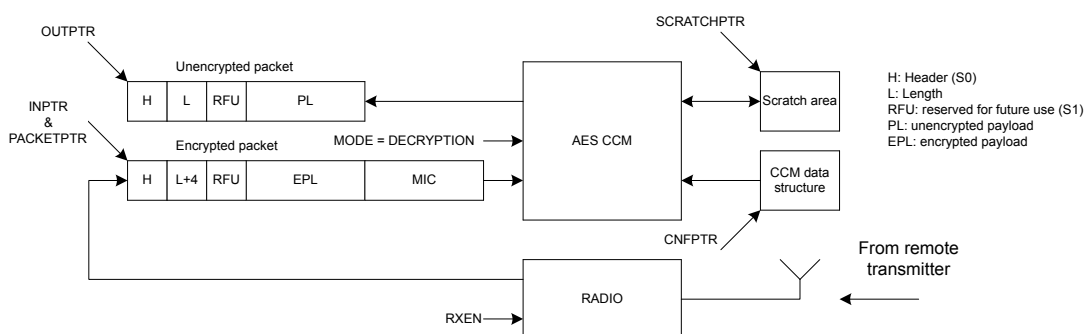 SCRATCHPTR
OUTPTR
Unencrypted packet
H L RFU PL
INPTR
&
PACKETPTR
MODE = DECRYPTION
AES CCM
Scratch area
H: Header (S0)
L: Length
RFU: reserved for future use (S1)
PL: unencrypted payload
EPL: encrypted payload
Encrypted packet
H L+4 RFU EPL MIC
CCM data
structure
CNFPTR
From remote
transmitter
RADIO
RXEN